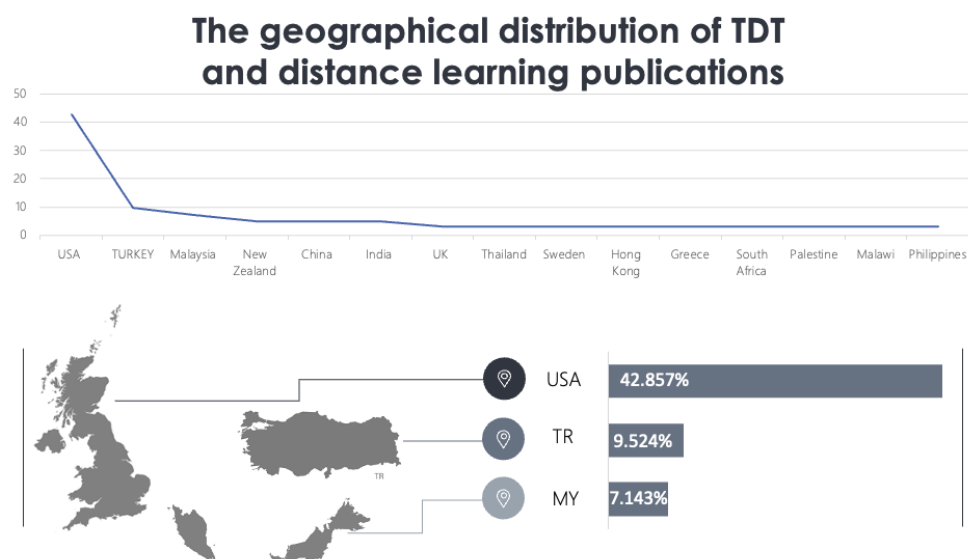 The geographical distribution of TDT
and distance learning publications
50
40
30
20
10
0
USA TURKEY Malaysia New Zealand China India UK Thailand Sweden Hong Kong Greece South Africa Palestine Malawi Philippines
USA 42.857%
TR 9.524%
TR
MY 7.143%